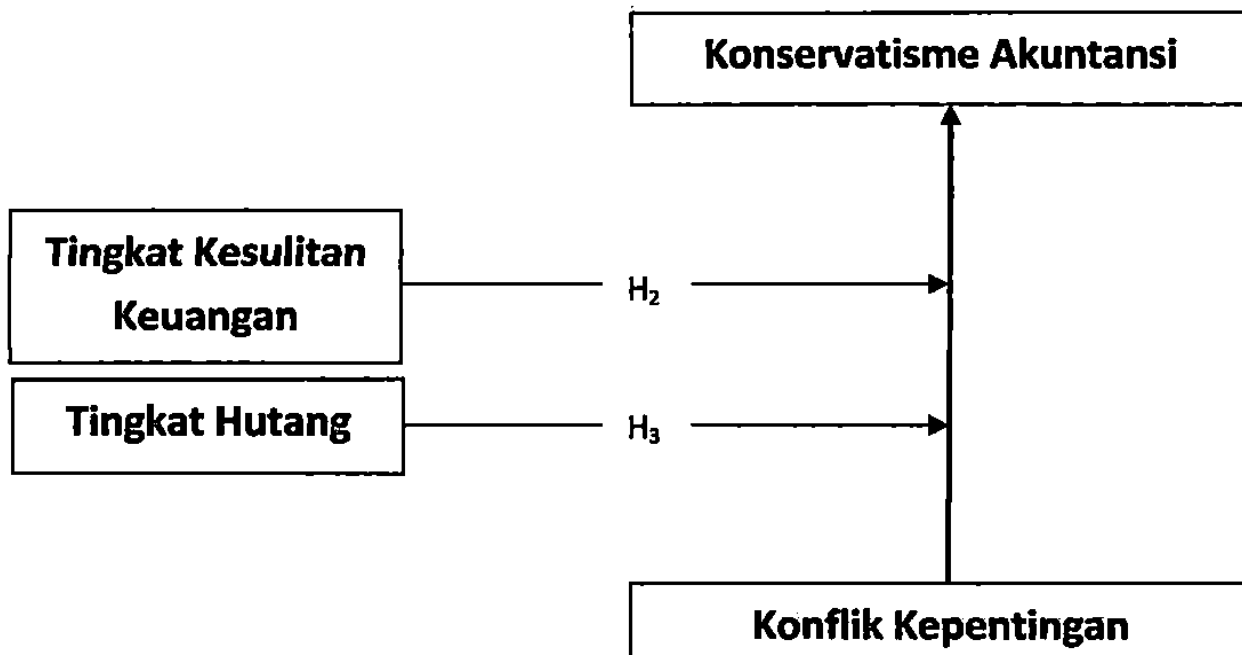 Konservatisme Akuntansi
Tingkat Kesulitan
Keuangan
H₂
Tingkat Hutang
H₃
Konflik Kepentingan